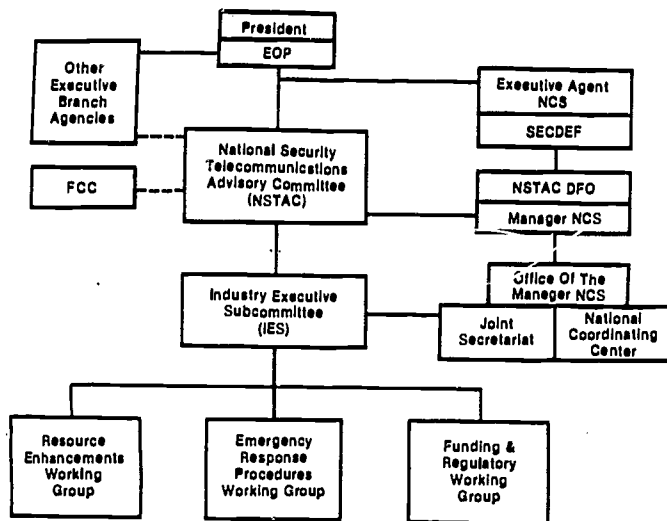 President
EOP
Other
Executive
Branch
Agencies
Executive Agent
NCS
SECDEF
National Security
Telecommunications
Advisory Committee
(NSTAC)
FCC
NSTAC DFO
Manager NCS
Office Of The
Manager NCS
Joint
Secretariat
National
Coordinating
Center
Industry Executive
Subcommittee
(IES)
Resource
Enhancements
Working
Group
Emergency
Response
Procedures
Working Group
Funding &
Regulatory
Working
Group